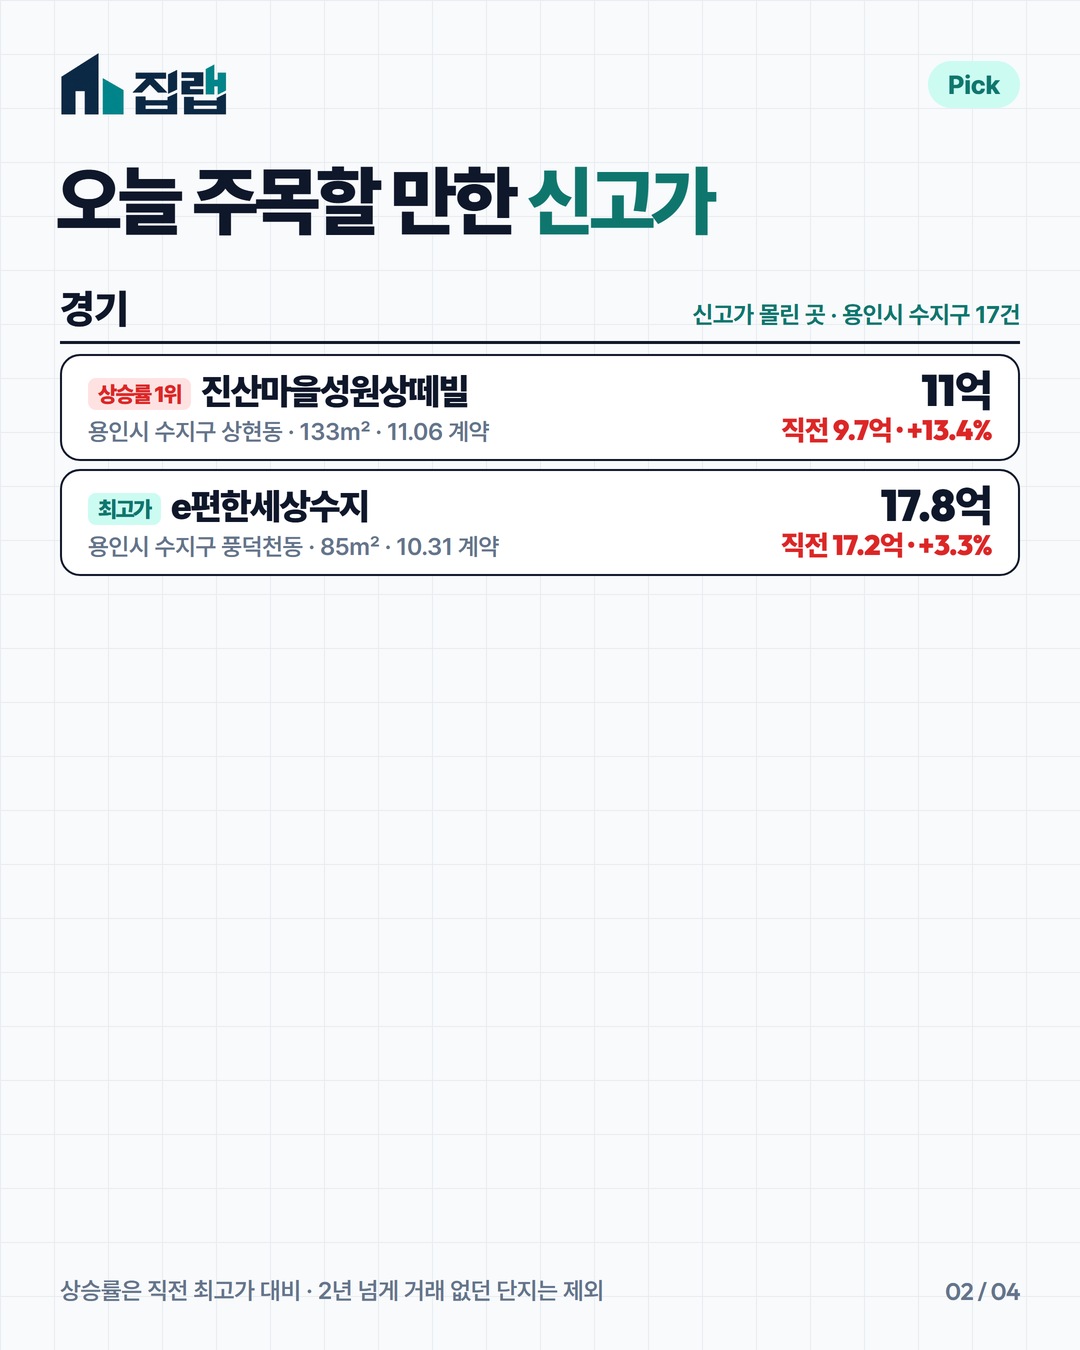 집랩
Pick
오늘 주목할 만한 신고가
경기
신고가 몰린 곳 · 용인시 수지구 17건
상승률 1위 진산마을성원상떼빌
11억
용인시 수지구 상현동 · 133m² · 11.06 계약
직전 9.7억 · +13.4%
최고가 e편한세상수지
17.8억
용인시 수지구 풍덕천동 · 85m² · 10.31 계약
직전 17.2억 · +3.3%
상승률은 직전 최고가 대비 · 2년 넘게 거래 없던 단지는 제외
02 / 04